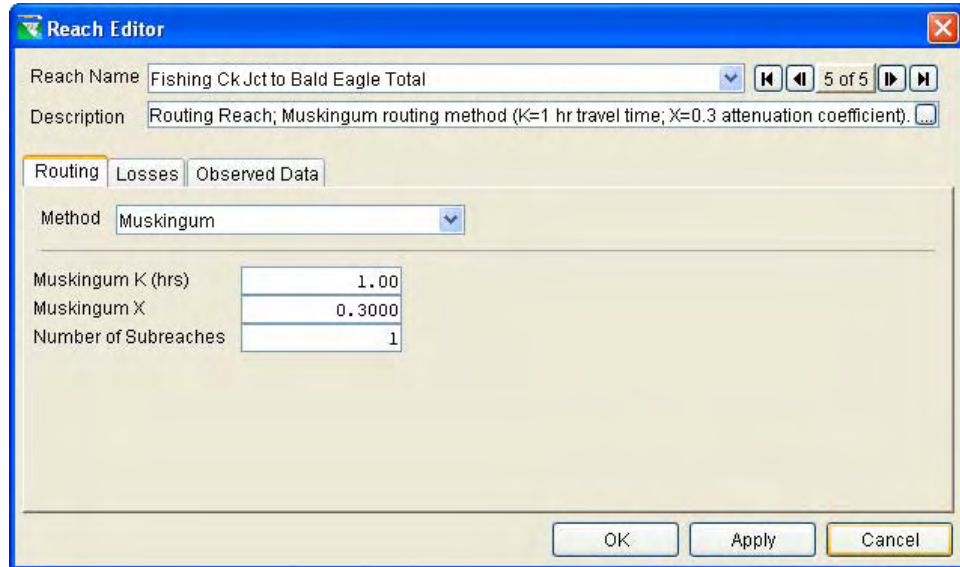 Reach Editor
Reach Name Fishing Ck Jct to Bald Eagle Total 5 of 5
Description Routing Reach; Muskingum routing method (K=1 hr travel time; X=0.3 attenuation coefficient). ...
Routing Losses Observed Data
Method Muskingum
Muskingum K (hrs) 1.00
Muskingum X 0.3000
Number of Subreaches 1
OK Apply Cancel